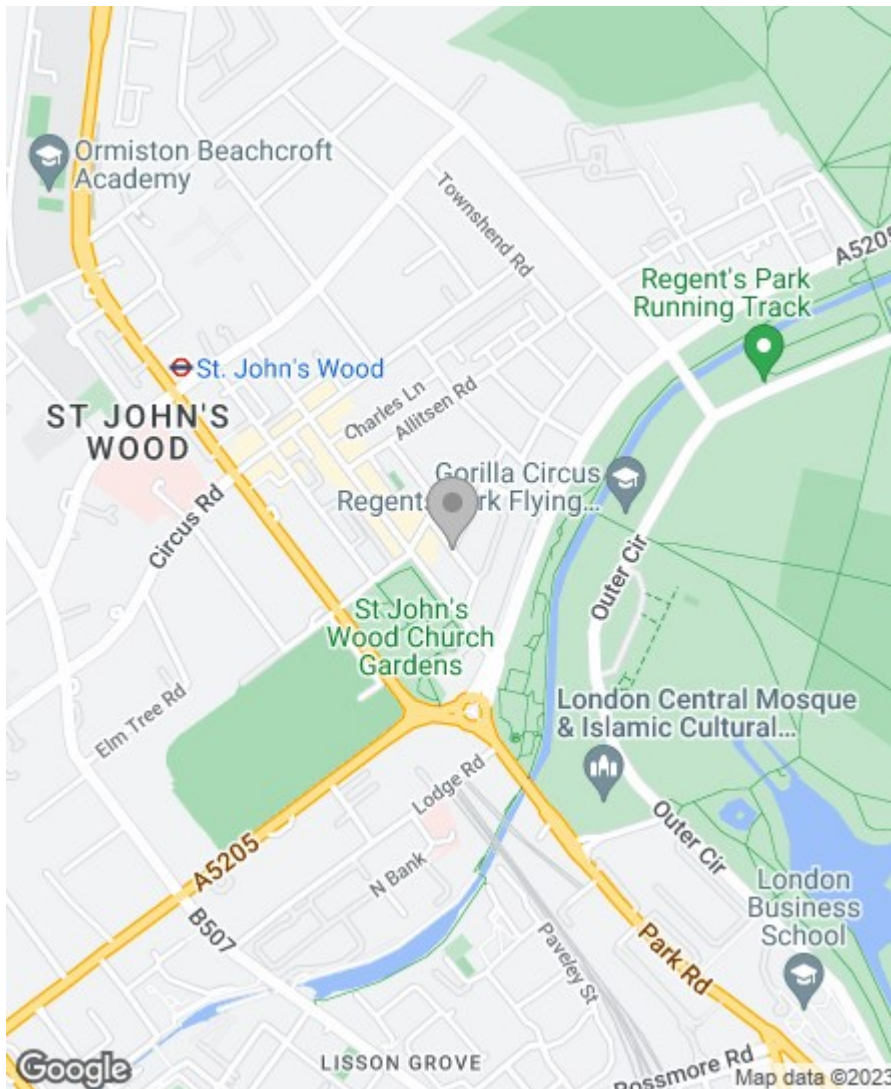 Ormiston Beachcroft
Academy
Townshend Rd
A5205
Regent's Park
Running Track
St. John's Wood
ST JOHN'S
WOOD
Charles Ln
Allitsen Rd
Gorilla Circus
Regents Park Flying...
Circus Rd
Outer Cir
St John's
Wood Church
Gardens
Elm Tree Rd
London Central Mosque
& Islamic Cultural...
Lodge Rd
A5205
N Bank
Outer Cir
B507
London
Business
School
Paveley St
Park Rd
LISSON GROVE
Rossmore Rd
Google
Map data ©2023